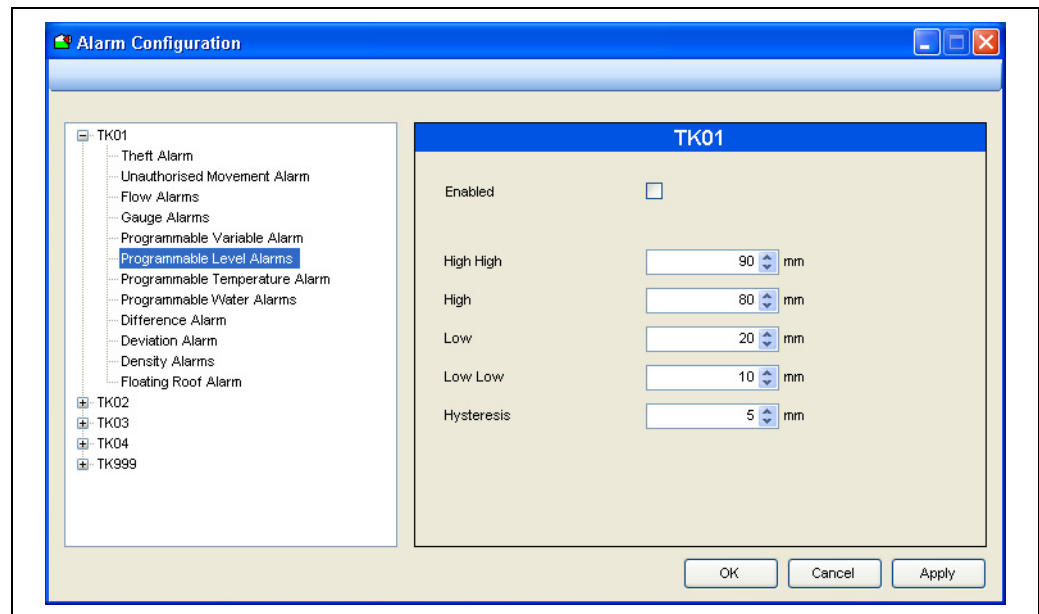 Alarm Configuration
TK01
Theft Alarm
Unauthorised Movement Alarm
Flow Alarms
Gauge Alarms
Programmable Variable Alarm
Programmable Level Alarms
Programmable Temperature Alarm
Programmable Water Alarms
Difference Alarm
Deviation Alarm
Density Alarms
Floating Roof Alarm
TK02
TK03
TK04
TK999
TK01
Enabled
High High 90 mm
High 80 mm
Low 20 mm
Low Low 10 mm
Hysteresis 5 mm
OK Cancel Apply